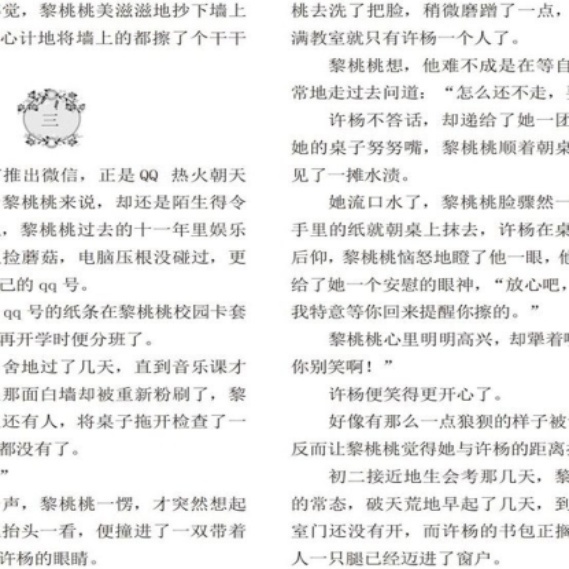 觉，黎桃桃美滋滋地抄下墙上
心计地将墙上的都擦了个干干
三
推出微信，正是QQ 热火朝天
黎桃桃来说，却还是陌生得令
，黎桃桃过去的十一年里娱乐
捡蘑菇，电脑压根没碰过，更
己的qq号。
qq号的纸条在黎桃桃校园卡套
再开学时便分班了。
舍地过了几天，直到音乐课才
那面白墙却被重新粉刷了，黎
还有人，将桌子拖开检查了一
都没有了。
”
声，黎桃桃一愣，才突然想起
抬头一看，便撞进了一双带着
许杨的眼睛。
桃去洗了把脸，稍微磨蹭了一点，
满教室就只有许杨一个人了。
黎桃桃想，他难不成是在等自
常地走过去问道：“怎么还不走，
许杨不答话，却递给了她一团
她的桌子努努嘴，黎桃桃顺着朝桌
见了一摊水渍。
她流口水了，黎桃桃脸骤然一
手里的纸就朝桌上抹去，许杨在桌
后仰，黎桃桃恼怒地瞪了他一眼，他
给了她一个安慰的眼神，“放心吧，
我特意等你回来提醒你擦的。”
黎桃桃心里明明高兴，却犟着
你别笑啊！”
许杨便笑得更开心了。
好像有那么一点狼狈的样子被
反而让黎桃桃觉得她与许杨的距离
初二接近地生会考那几天，黎
的常态，破天荒地早起了几天，到
室门还没有开，而许杨的书包正搁
人一只腿已经迈进了窗户。